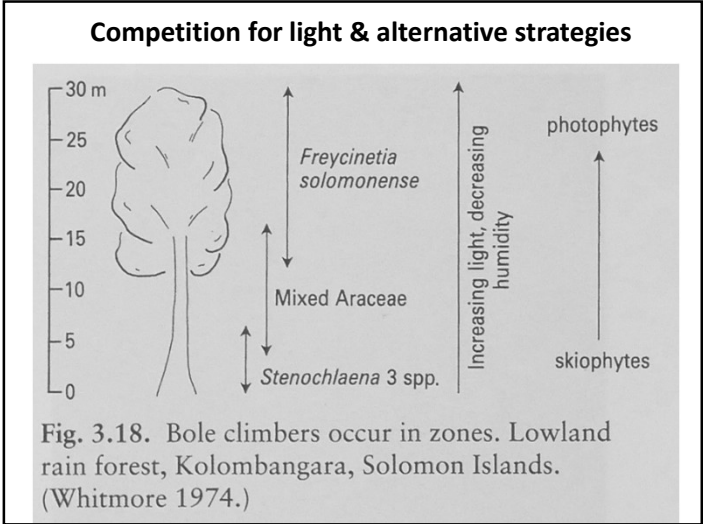 Competition for light & alternative strategies
30 m
25
20
15
10
5
0
Freycinetia
solomonense
Mixed Araceae
Stenochlaena 3 spp.
Increasing light, decreasing
humidity
photophytes
skiophytes
Fig. 3.18. Bole climbers occur in zones. Lowland
rain forest, Kolombangara, Solomon Islands.
(Whitmore 1974.)